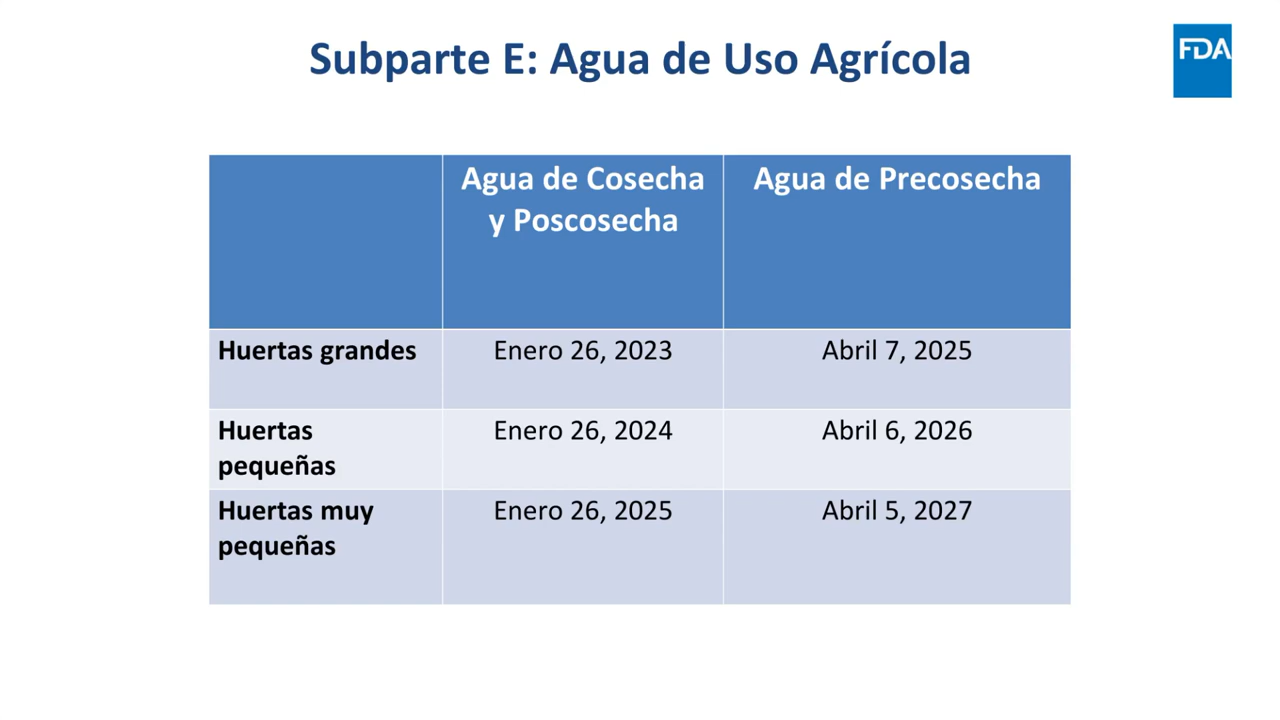 Subparte E: Agua de Uso Agrícola
FDA
Agua de Cosecha
y Poscosecha
Agua de Precosecha
Huertas grandes
Enero 26, 2023
Abril 7, 2025
Huertas
pequeñas
Enero 26, 2024
Abril 6, 2026
Huertas muy
pequeñas
Enero 26, 2025
Abril 5, 2027